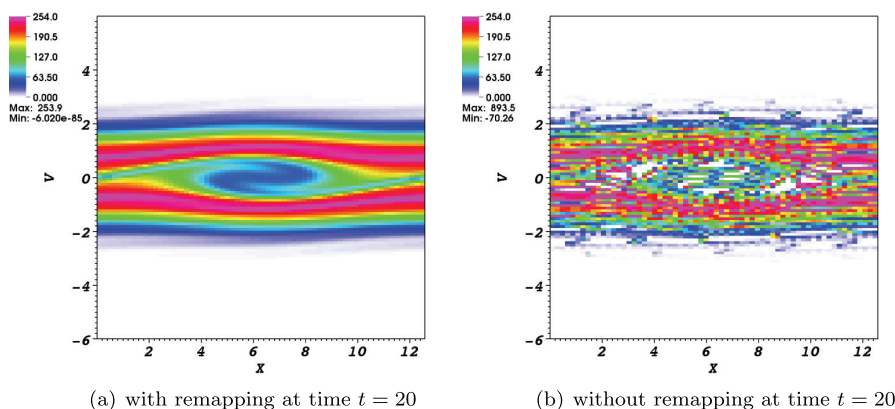 254.0
190.5
127.0
63.50
0.000
Max: 253.9
Min: -6.020e-85
4
2
0
-2
-4
-6
V
2 4 6 8 10 12
X
(a) with remapping at time t = 20
254.0
190.5
127.0
63.50
0.000
Max: 893.5
Min: -70.26
4
2
0
-2
-4
-6
V
2 4 6 8 10 12
X
(b) without remapping at time t = 20